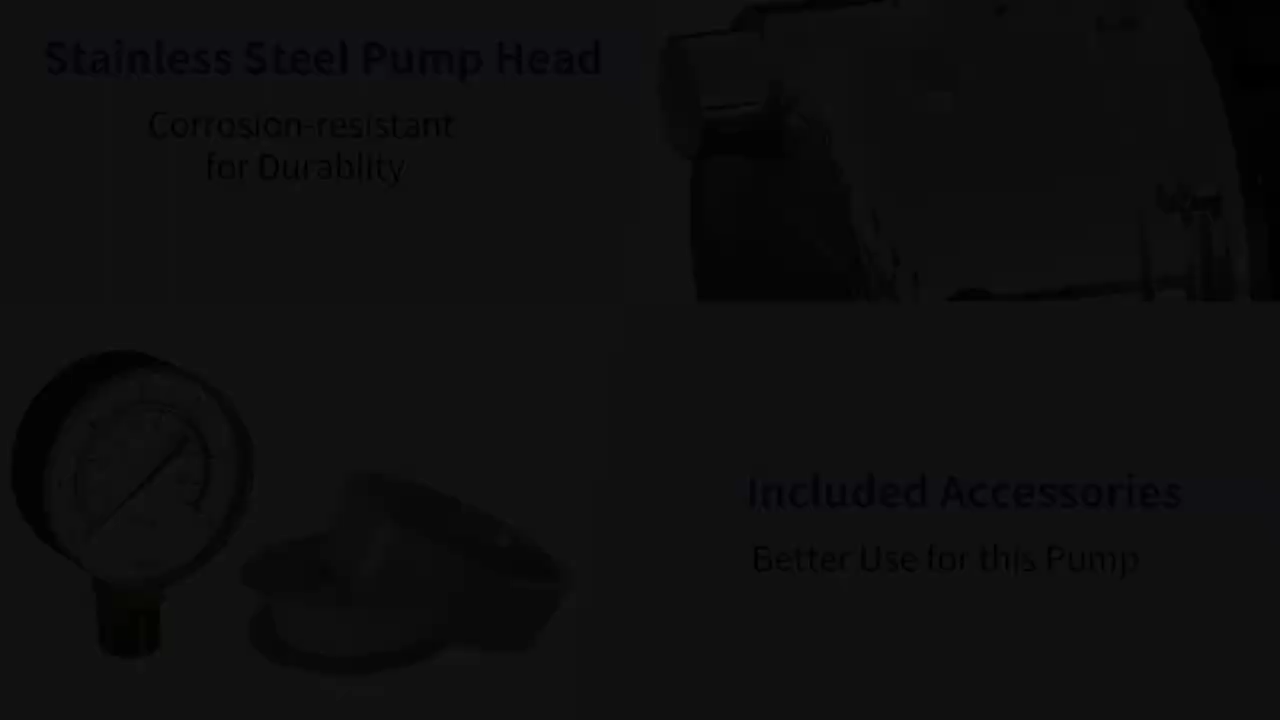 Stainless Steel Pump Head
Corrosion-resistant
for Durablity
Included Accessories
Better Use for this Pump